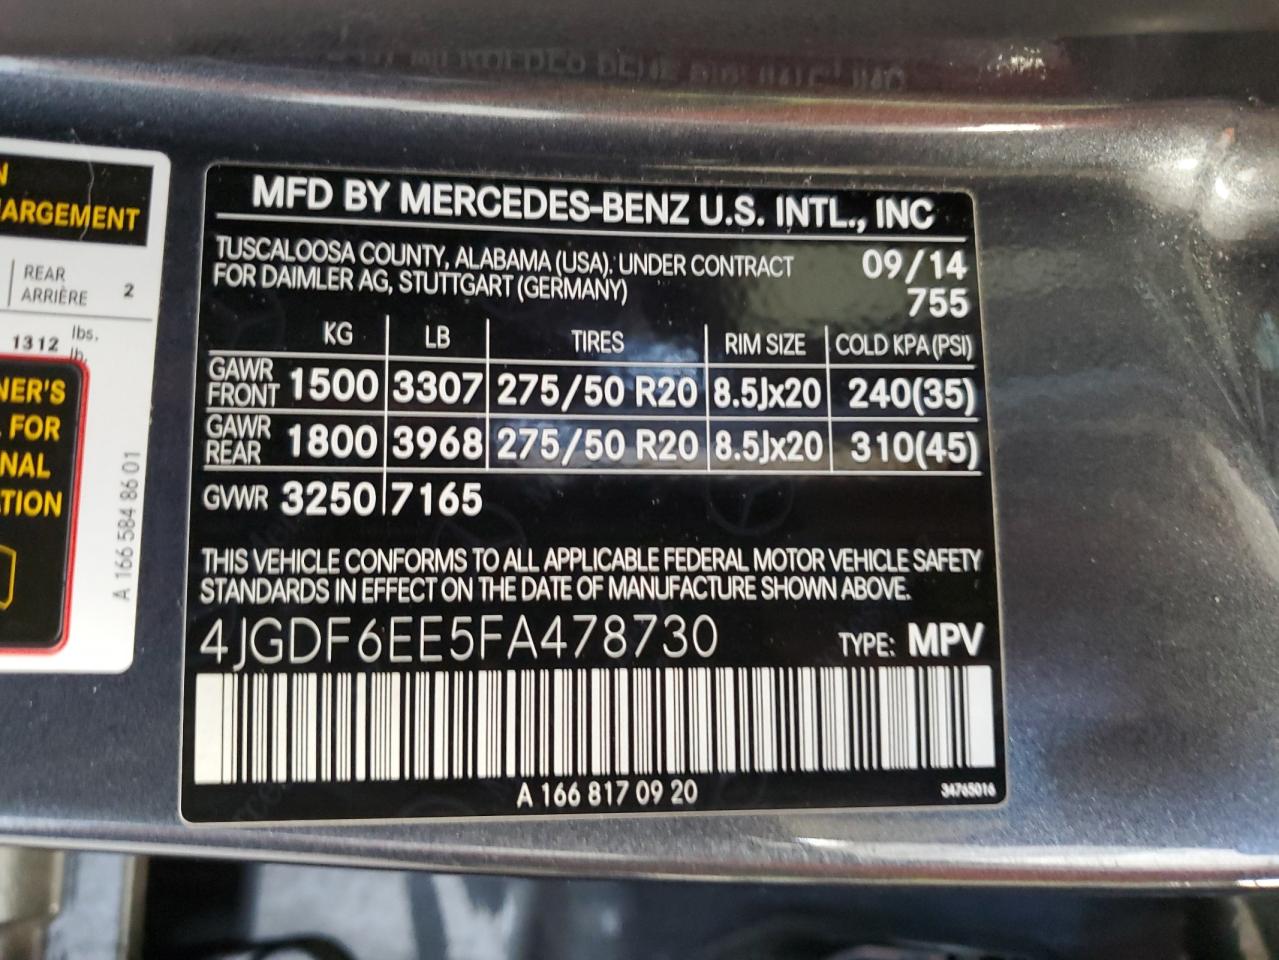 N
HARGEMENT
REAR
ARRIÈRE 2
1312 lbs.
lb.
NER'S
FOR
NAL
TION
A 166 584 86 01
MFD BY MERCEDES-BENZ U.S. INTL., INC
TUSCALOOSA COUNTY, ALABAMA (USA). UNDER CONTRACT 09/14
FOR DAIMLER AG, STUTTGART (GERMANY) 755
KG LB TIRES RIM SIZE COLD KPA (PSI)
GAWR FRONT 1500 3307 275/50 R20 8.5Jx20 240(35)
GAWR REAR 1800 3968 275/50 R20 8.5Jx20 310(45)
GVWR 3250 7165
THIS VEHICLE CONFORMS TO ALL APPLICABLE FEDERAL MOTOR VEHICLE SAFETY
STANDARDS IN EFFECT ON THE DATE OF MANUFACTURE SHOWN ABOVE.
4JGDF6EE5FA478730 TYPE: MPV
A 166 817 09 20 34765016